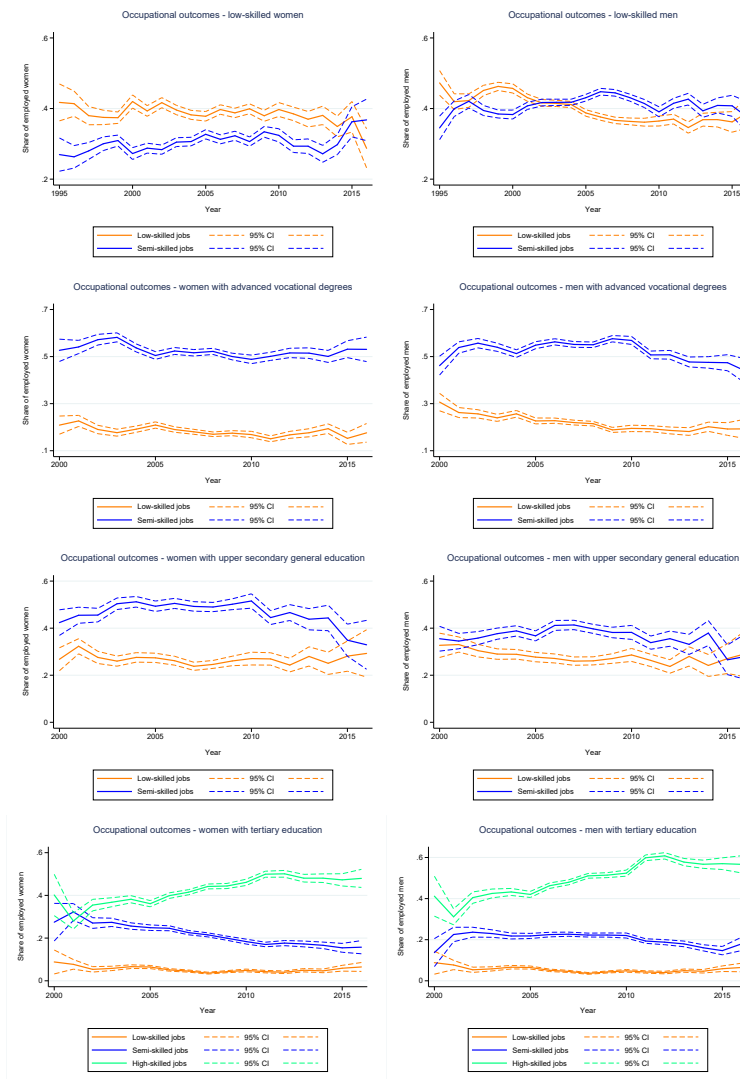 Occupational outcomes - low-skilled women
Share of employed women
.6
.4
.2
1995
2000
2005
2010
2015
Year
Low-skilled jobs
95% CI
Semi-skilled jobs
95% CI
Occupational outcomes - low-skilled men
Share of employed men
.6
.4
.2
1995
2000
2005
2010
2015
Year
Low-skilled jobs
95% CI
Semi-skilled jobs
95% CI
Occupational outcomes - women with advanced vocational degrees
Share of employed women
.7
.5
.3
.1
2000
2005
2010
2015
Year
Low-skilled jobs
95% CI
Semi-skilled jobs
95% CI
Occupational outcomes - men with advanced vocational degrees
Share of employed men
.7
.5
.3
.1
2000
2005
2010
2015
Year
Low-skilled jobs
95% CI
Semi-skilled jobs
95% CI
Occupational outcomes - women with upper secondary general education
Share of employed women
.6
.4
.2
0
2000
2005
2010
2015
Year
Low-skilled jobs
95% CI
Semi-skilled jobs
95% CI
Occupational outcomes - men with upper secondary general education
Share of employed men
.6
.4
.2
0
2000
2005
2010
2015
Year
Low-skilled jobs
95% CI
Semi-skilled jobs
95% CI
Occupational outcomes - women with tertiary education
Share of employed women
.6
.4
.2
0
2000
2005
2010
2015
Year
Low-skilled jobs
95% CI
Semi-skilled jobs
95% CI
High-skilled jobs
95% CI
Occupational outcomes - men with tertiary education
Share of employed men
.6
.4
.2
0
2000
2005
2010
2015
Year
Low-skilled jobs
95% CI
Semi-skilled jobs
95% CI
High-skilled jobs
95% CI